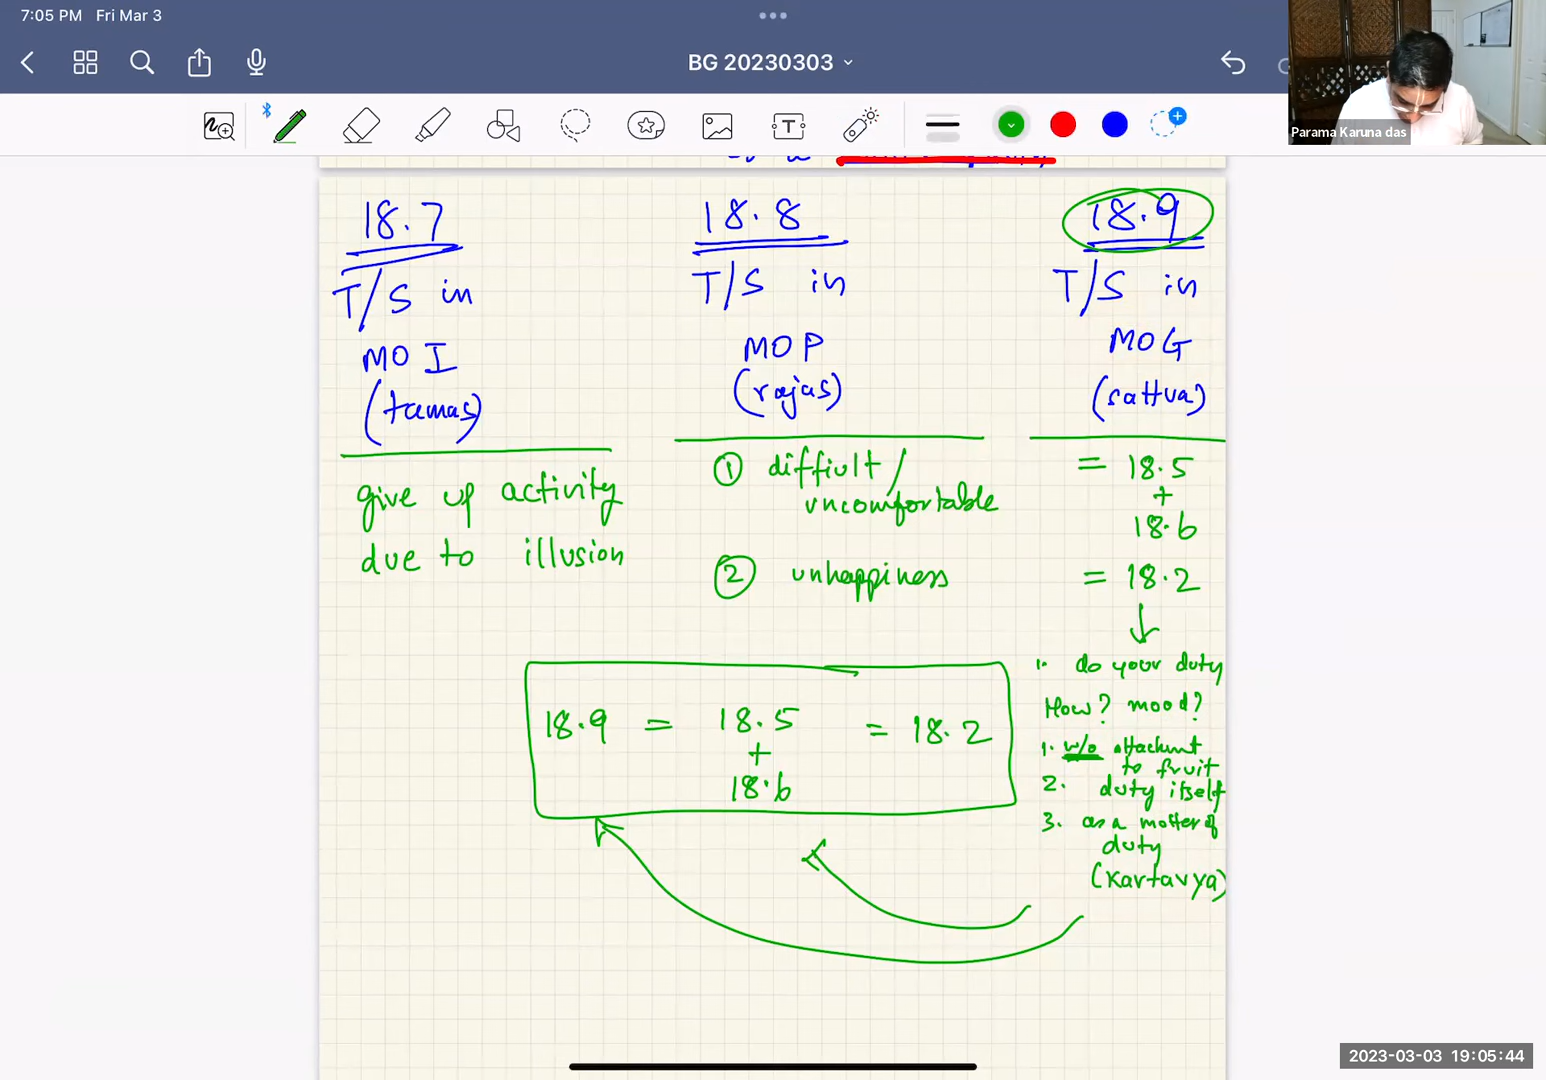 7:05 PM Fri Mar 3
BG 20230303
Parama Karuna das
18.7
T/S in
MO I
(tamas)
give up activity
due to illusion
18.8
T/S in
MOP
(rajas)
① difficult/
uncomfortable
② unhappiness
18.9
T/S in
MOG
(sattva)
= 18.5
+
18.6
= 18.2
1. do your duty
How? mood?
1. w/o attachmt
to fruit
2. duty itself
3. as a matter of
duty
(Kartavya)
18.9 = 18.5 = 18.2
+
18.6
2023-03-03 19:05:44